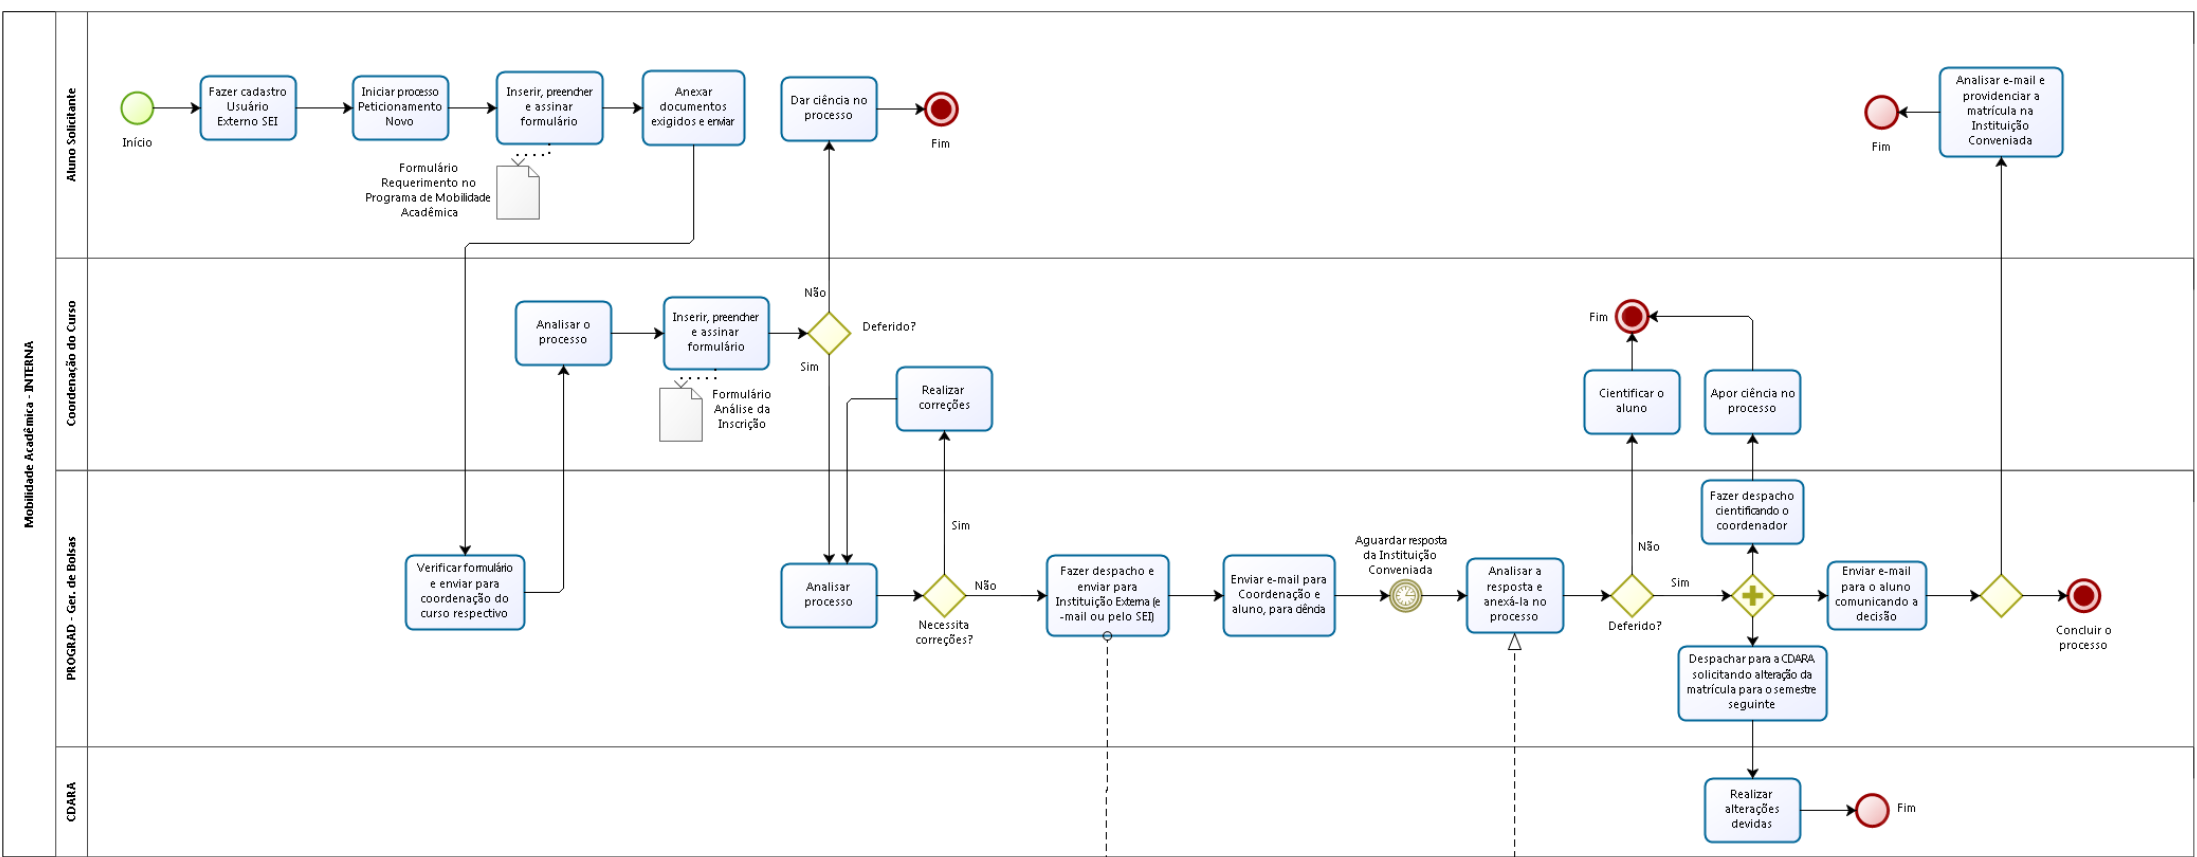 Mobilidade Acadêmica - INTERNA
Aluno Solicitante
Início
Fazer cadastro
Usuário
Externo SEI
Iniciar processo
Peticionamento
Novo
Inserir, preencher
e assinar
formulário
Formulário
Requerimento no
Programa de Mobilidade
Acadêmica
Anexar
documentos
exigidos e enviar
Dar ciência no
processo
Fim
Fim
Analisar e-mail e
providenciar a
matrícula na
Instituição
Conveniada
Coordenação do Curso
Analisar o
processo
Inserir, preencher
e assinar
formulário
Formulário
Análise da
Inscrição
Não
Deferido?
Sim
Realizar
correções
Fim
Cientificar o
aluno
Apor ciência no
processo
PROGRAD - Ger. de Bolsas
Verificar formulário
e enviar para
coordenação do
curso respectivo
Analisar
processo
Sim
Não
Necessita
correções?
Fazer despacho e
enviar para
Instituição Externa (e
-mail ou pelo SEI)
Enviar e-mail para
Coordenação e
aluno, para ciência
Aguardar resposta
da Instituição
Conveniada
Analisar a
resposta e
anexá-la no
processo
Não
Sim
Deferido?
Fazer despacho
cientificando o
coordenador
Enviar e-mail
para o aluno
comunicando a
decisão
Concluir o
processo
Despachar para a CDARA
solicitando alteração da
matrícula para o semestre
seguinte
CDARA
Realizar
alterações
devidas
Fim